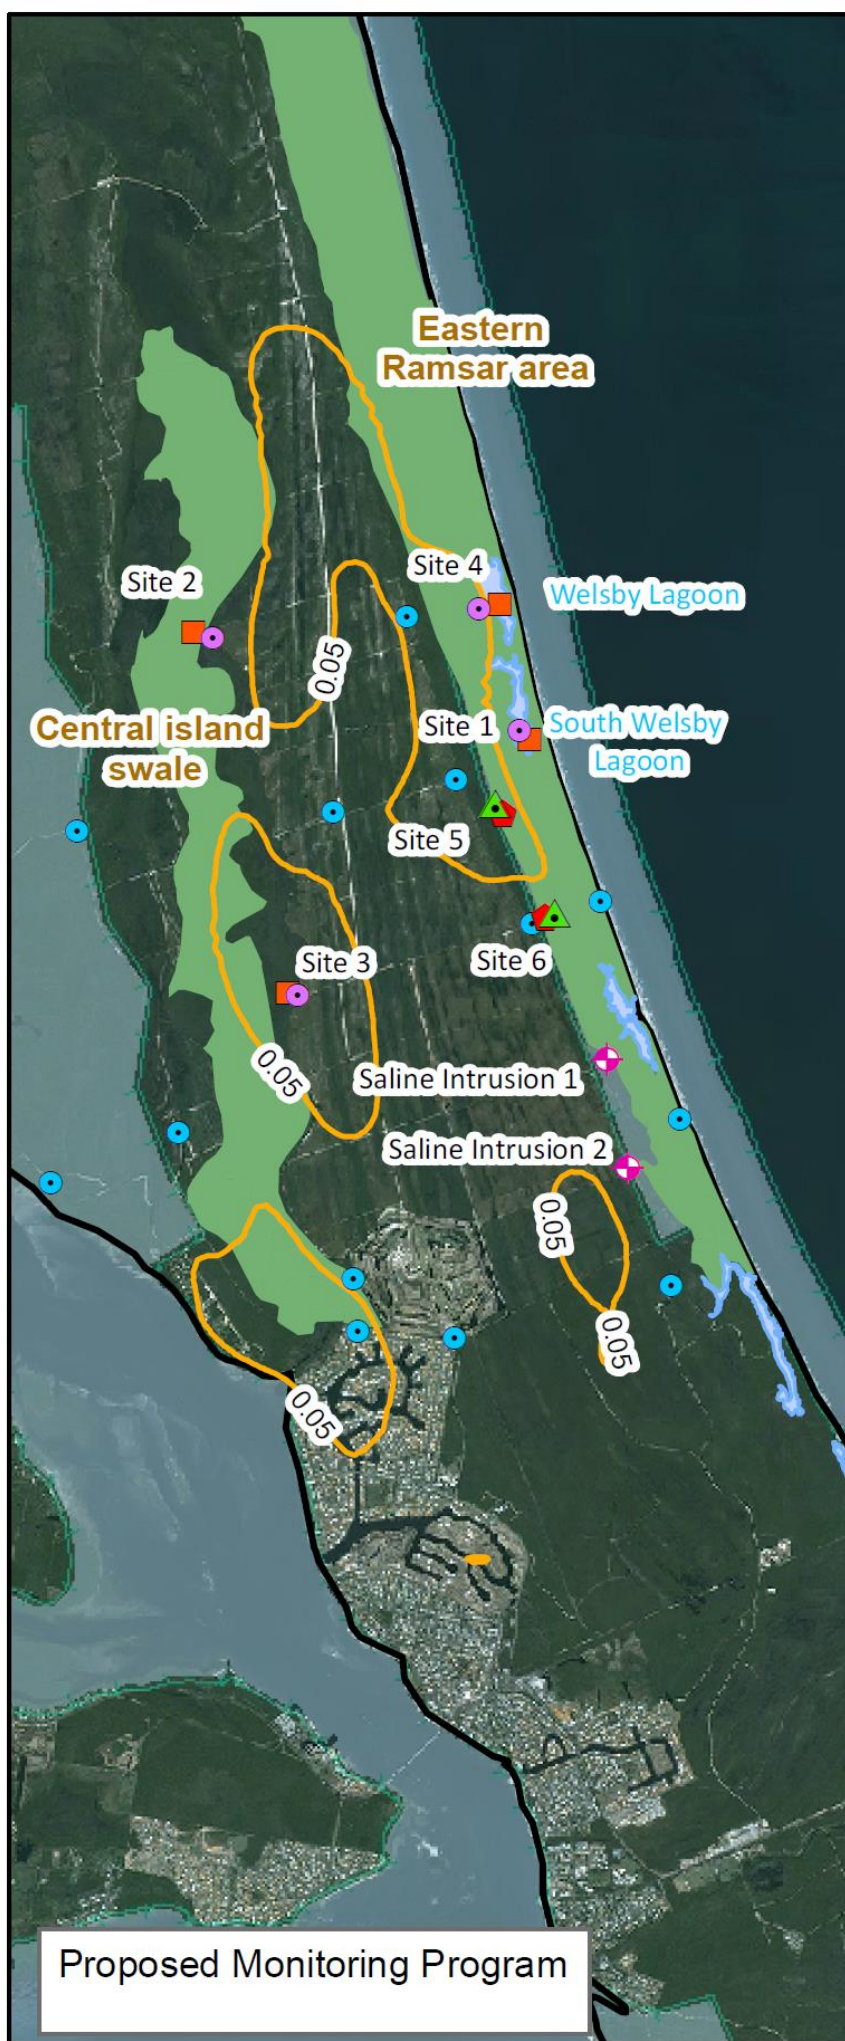 Eastern
Ramsar area
Site 4
Site 2
Welsby Lagoon
0.05
Central island
swale
Site 1
South Welsby
Lagoon
Site 5
Site 6
Site 3
0.05
Saline Intrusion 1
Saline Intrusion 2
0.05
0.05
0.05
Proposed Monitoring Program